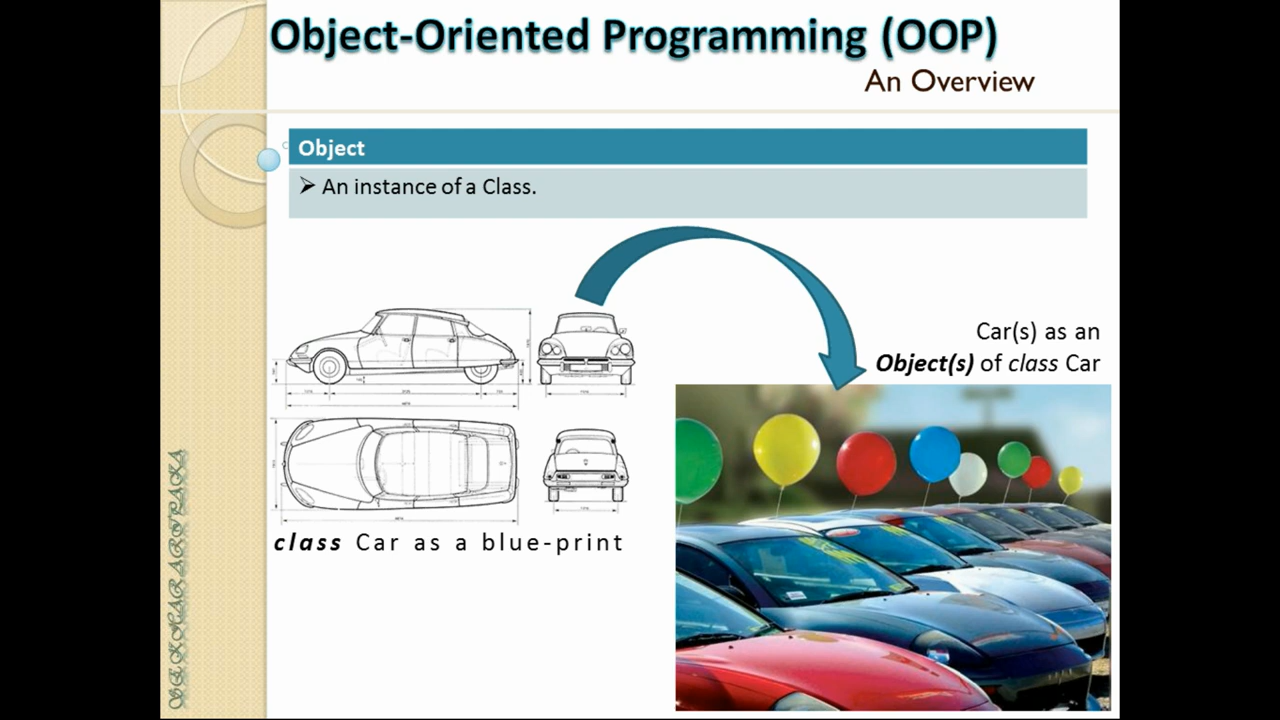 Object-Oriented Programming (OOP)
An Overview
Object
➢ An instance of a Class.
Car(s) as an
Object(s) of class Car
class Car as a blue-print